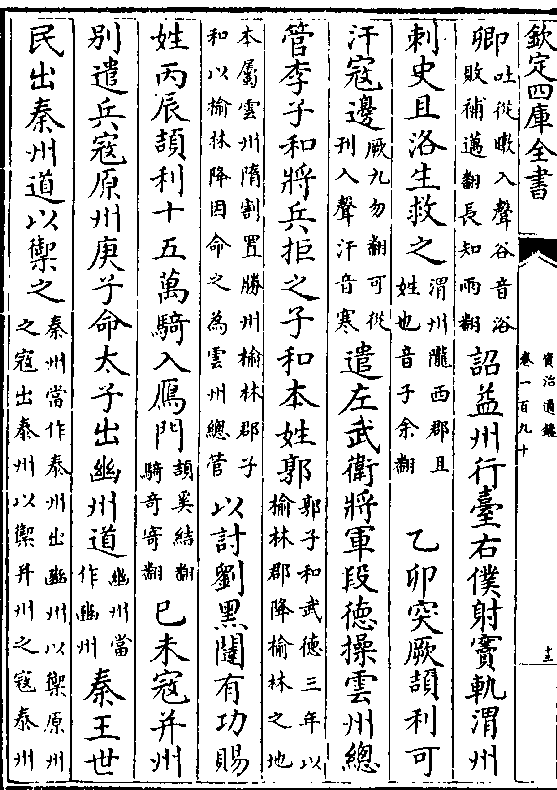 欽定四庫全書
資治通鑑
卷一百九十
十三
卿吐從暾入聲谷音浴敗補邁翻長知兩翻詔益州行臺右僕射竇軌渭州
刺史且洛生救之渭州隴西郡且姓也音子余翻乙卯突厥頡利可
汗寇邊厥九勿翻可從刊入聲汗音寒遣左武衛將軍段德操雲州總
管李子和將兵拒之子和本姓郭郭子和武德三年以榆林郡降榆林之地
本屬雲州隋割置勝州榆林郡子和以榆林降因命之為雲州總管以討劉黑闥有功賜
姓丙辰頡利十五萬騎入鴈門頡奚結翻騎奇寄翻已未寇并州
別遣兵寇原州庚子命太子出豳州道豳州當作幽州秦王世
民出秦州道以禦之秦州當作泰州出豳州以禦原州之寇出泰州以禦并州之寇泰州